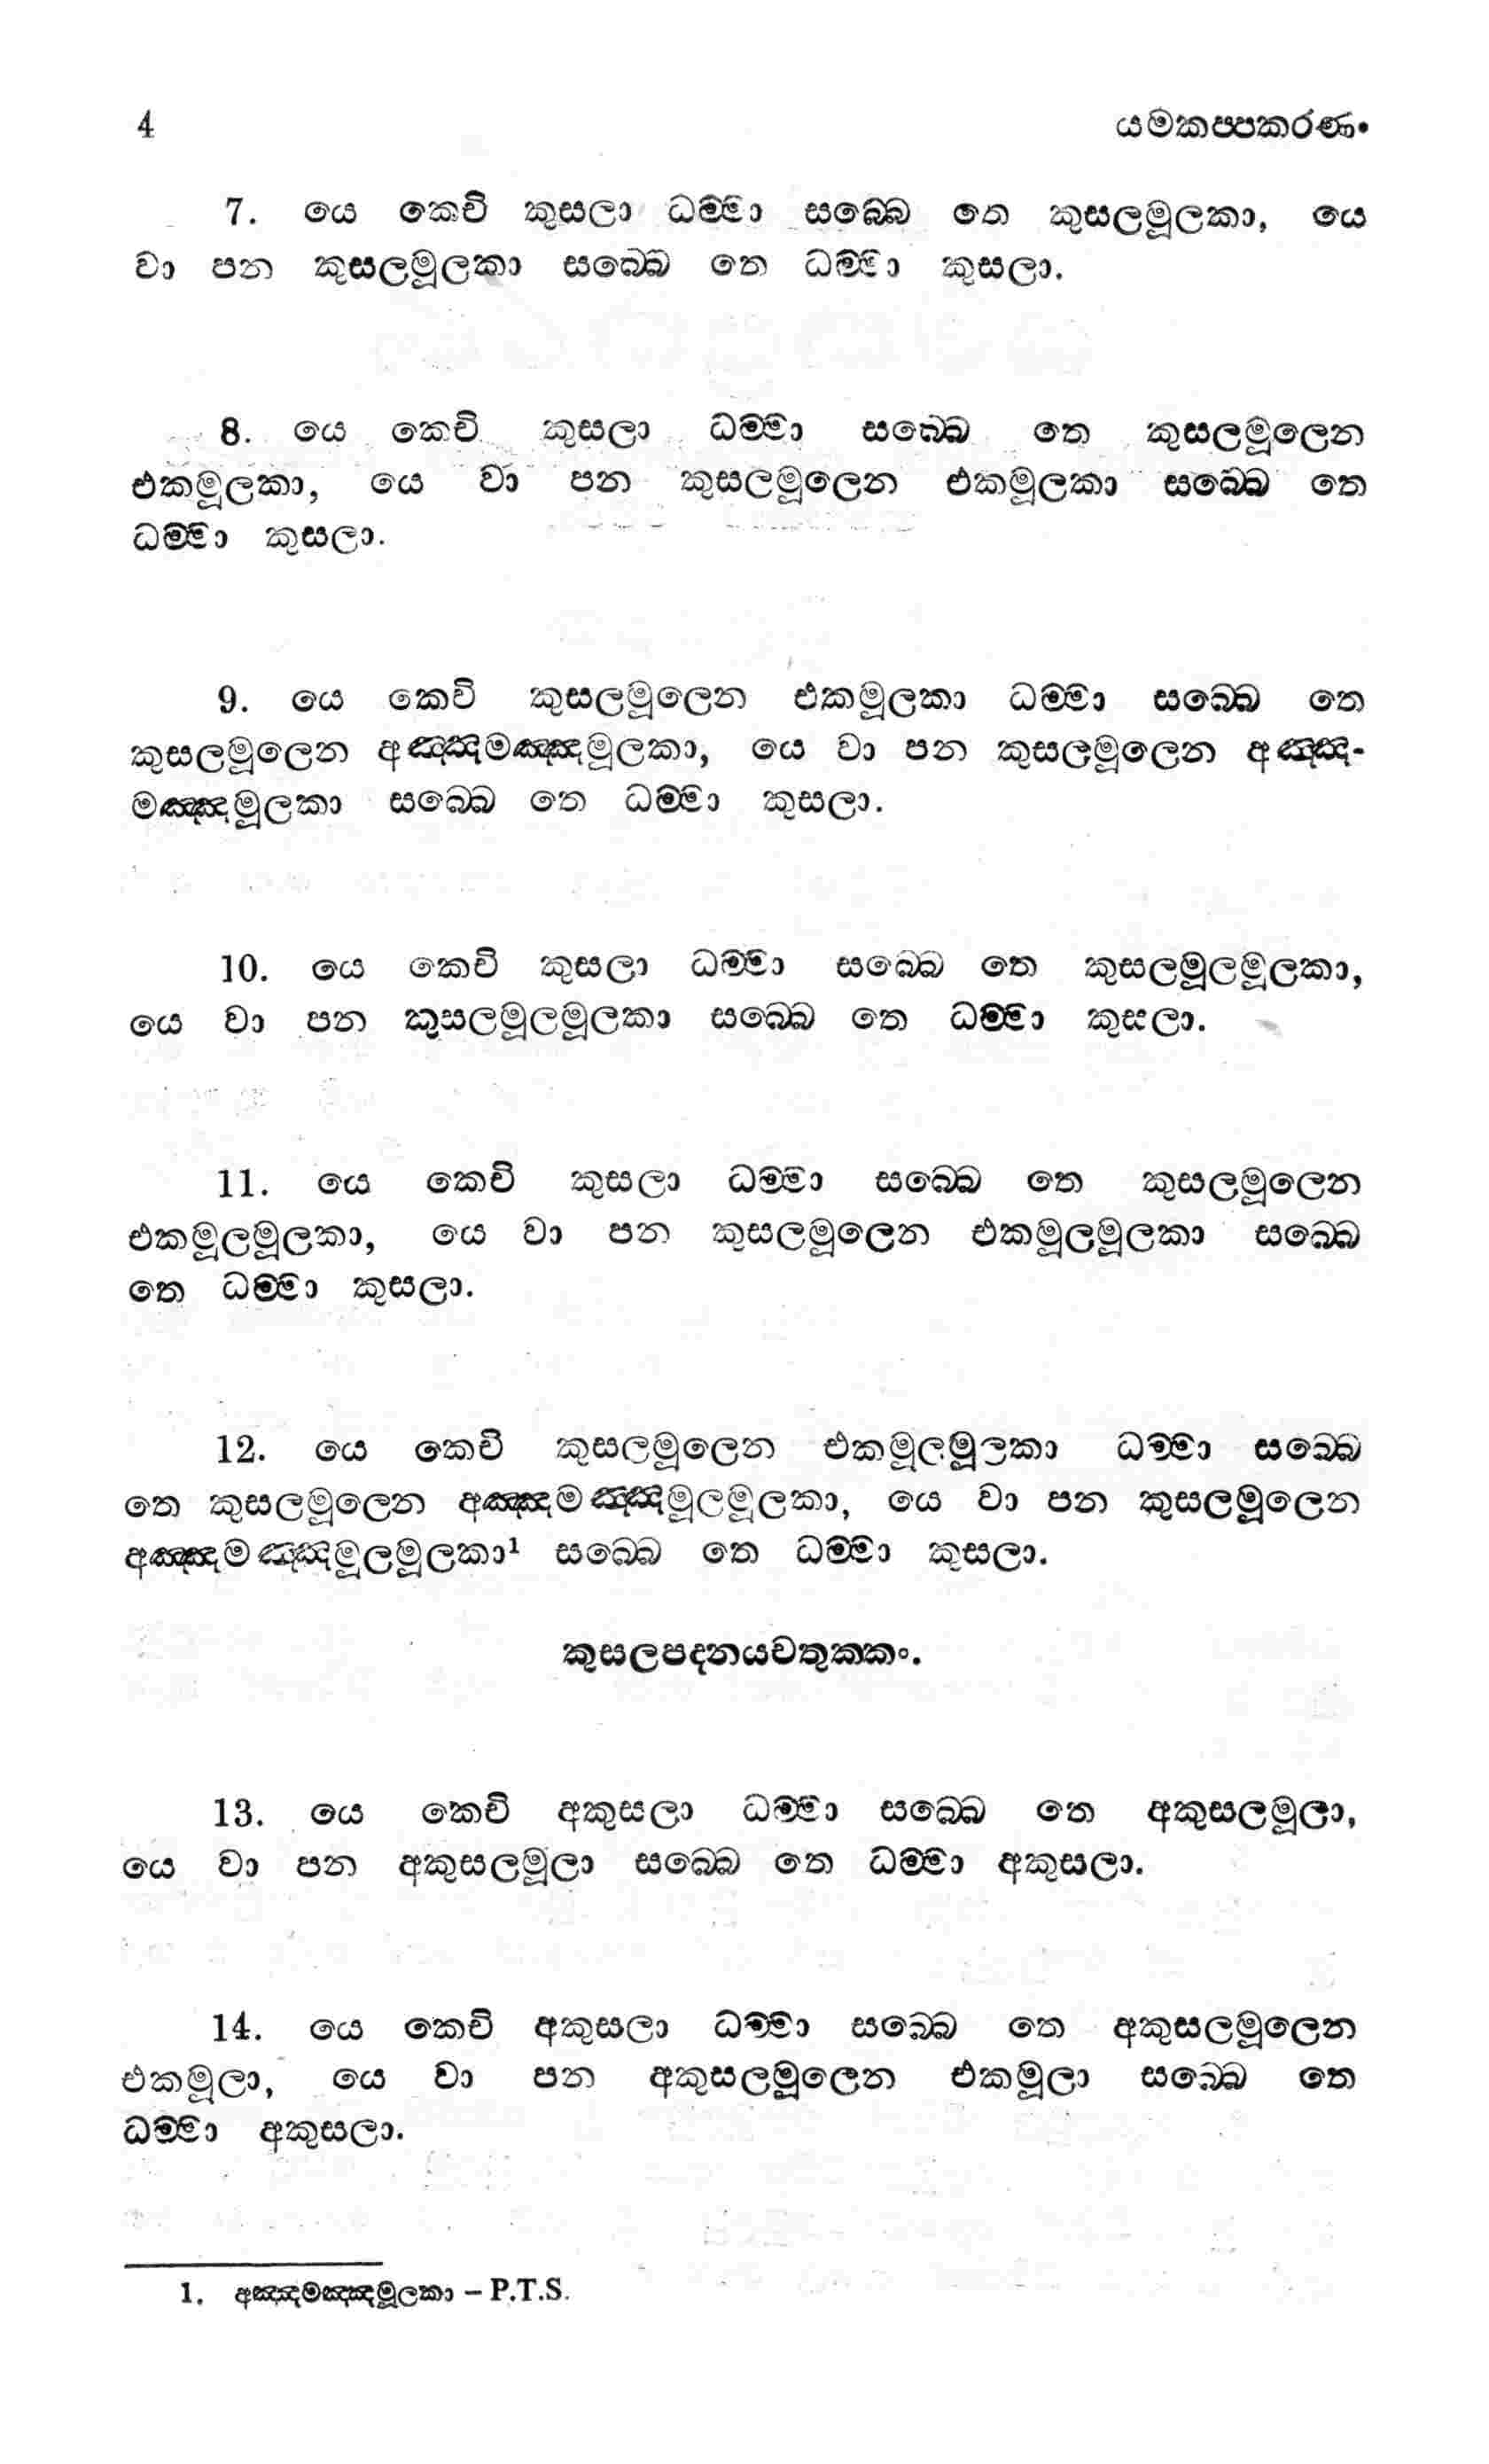 4 යමකප්පකරණං
7. යෙ කෙචි කුසලා ධම්මා සබ්බෙ තෙ කුසලමූලකා, යෙ
වා පන කුසලමූලකා සබ්බෙ තෙ ධම්මා කුසලා.
8. යෙ කෙචි කුසලා ධම්මා සබ්බෙ තෙ කුසලමූලෙන
එකමූලකා, යෙ වා පන කුසලමූලෙන එකමූලකා සබ්බෙ තෙ
ධම්මා කුසලා.
9. යෙ කෙචි කුසලමූලෙන එකමූලකා ධම්මා සබ්බෙ තෙ
කුසලමූලෙන අඤ්ඤමඤ්ඤමූලකා, යෙ වා පන කුසලමූලෙන අඤ්ඤ-
මඤ්ඤමූලකා සබ්බෙ තෙ ධම්මා කුසලා.
10. යෙ කෙචි කුසලා ධම්මා සබ්බෙ තෙ කුසලමූලමූලකා,
යෙ වා පන කුසලමූලමූලකා සබ්බෙ තෙ ධම්මා කුසලා.
11. යෙ කෙචි කුසලා ධම්මා සබ්බෙ තෙ කුසලමූලෙන
එකමූලමූලකා, යෙ වා පන කුසලමූලෙන එකමූලමූලකා සබ්බෙ
තෙ ධම්මා කුසලා.
12. යෙ කෙචි කුසලමූලෙන එකමූලමූලකා ධම්මා සබ්බෙ
තෙ කුසලමූලෙන අඤ්ඤමඤ්ඤමූලමූලකා, යෙ වා පන කුසලමූලෙන
අඤ්ඤමඤ්ඤමූලමූලකා¹ සබ්බෙ තෙ ධම්මා කුසලා.
කුසලපදනයචතුක්කං.
13. යෙ කෙචි අකුසලා ධම්මා සබ්බෙ තෙ අකුසලමූලා,
යෙ වා පන අකුසලමූලා සබ්බෙ තෙ ධම්මා අකුසලා.
14. යෙ කෙචි අකුසලා ධම්මා සබ්බෙ තෙ අකුසලමූලෙන
එකමූලා, යෙ වා පන අකුසලමූලෙන එකමූලා සබ්බෙ තෙ
ධම්මා අකුසලා.
1. අඤ්ඤමඤ්ඤමූලකා – P.T.S.